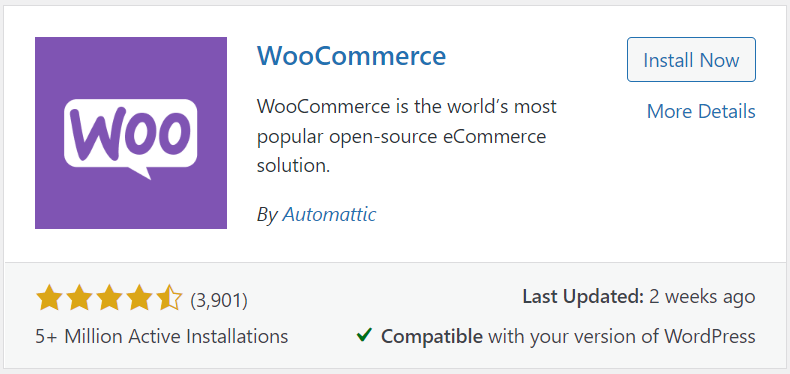 Woo
WooCommerce
Install Now
More Details
WooCommerce is the world’s most
popular open-source eCommerce
solution.
By Automattic
(3,901)
Last Updated: 2 weeks ago
5+ Million Active Installations
Compatible with your version of WordPress